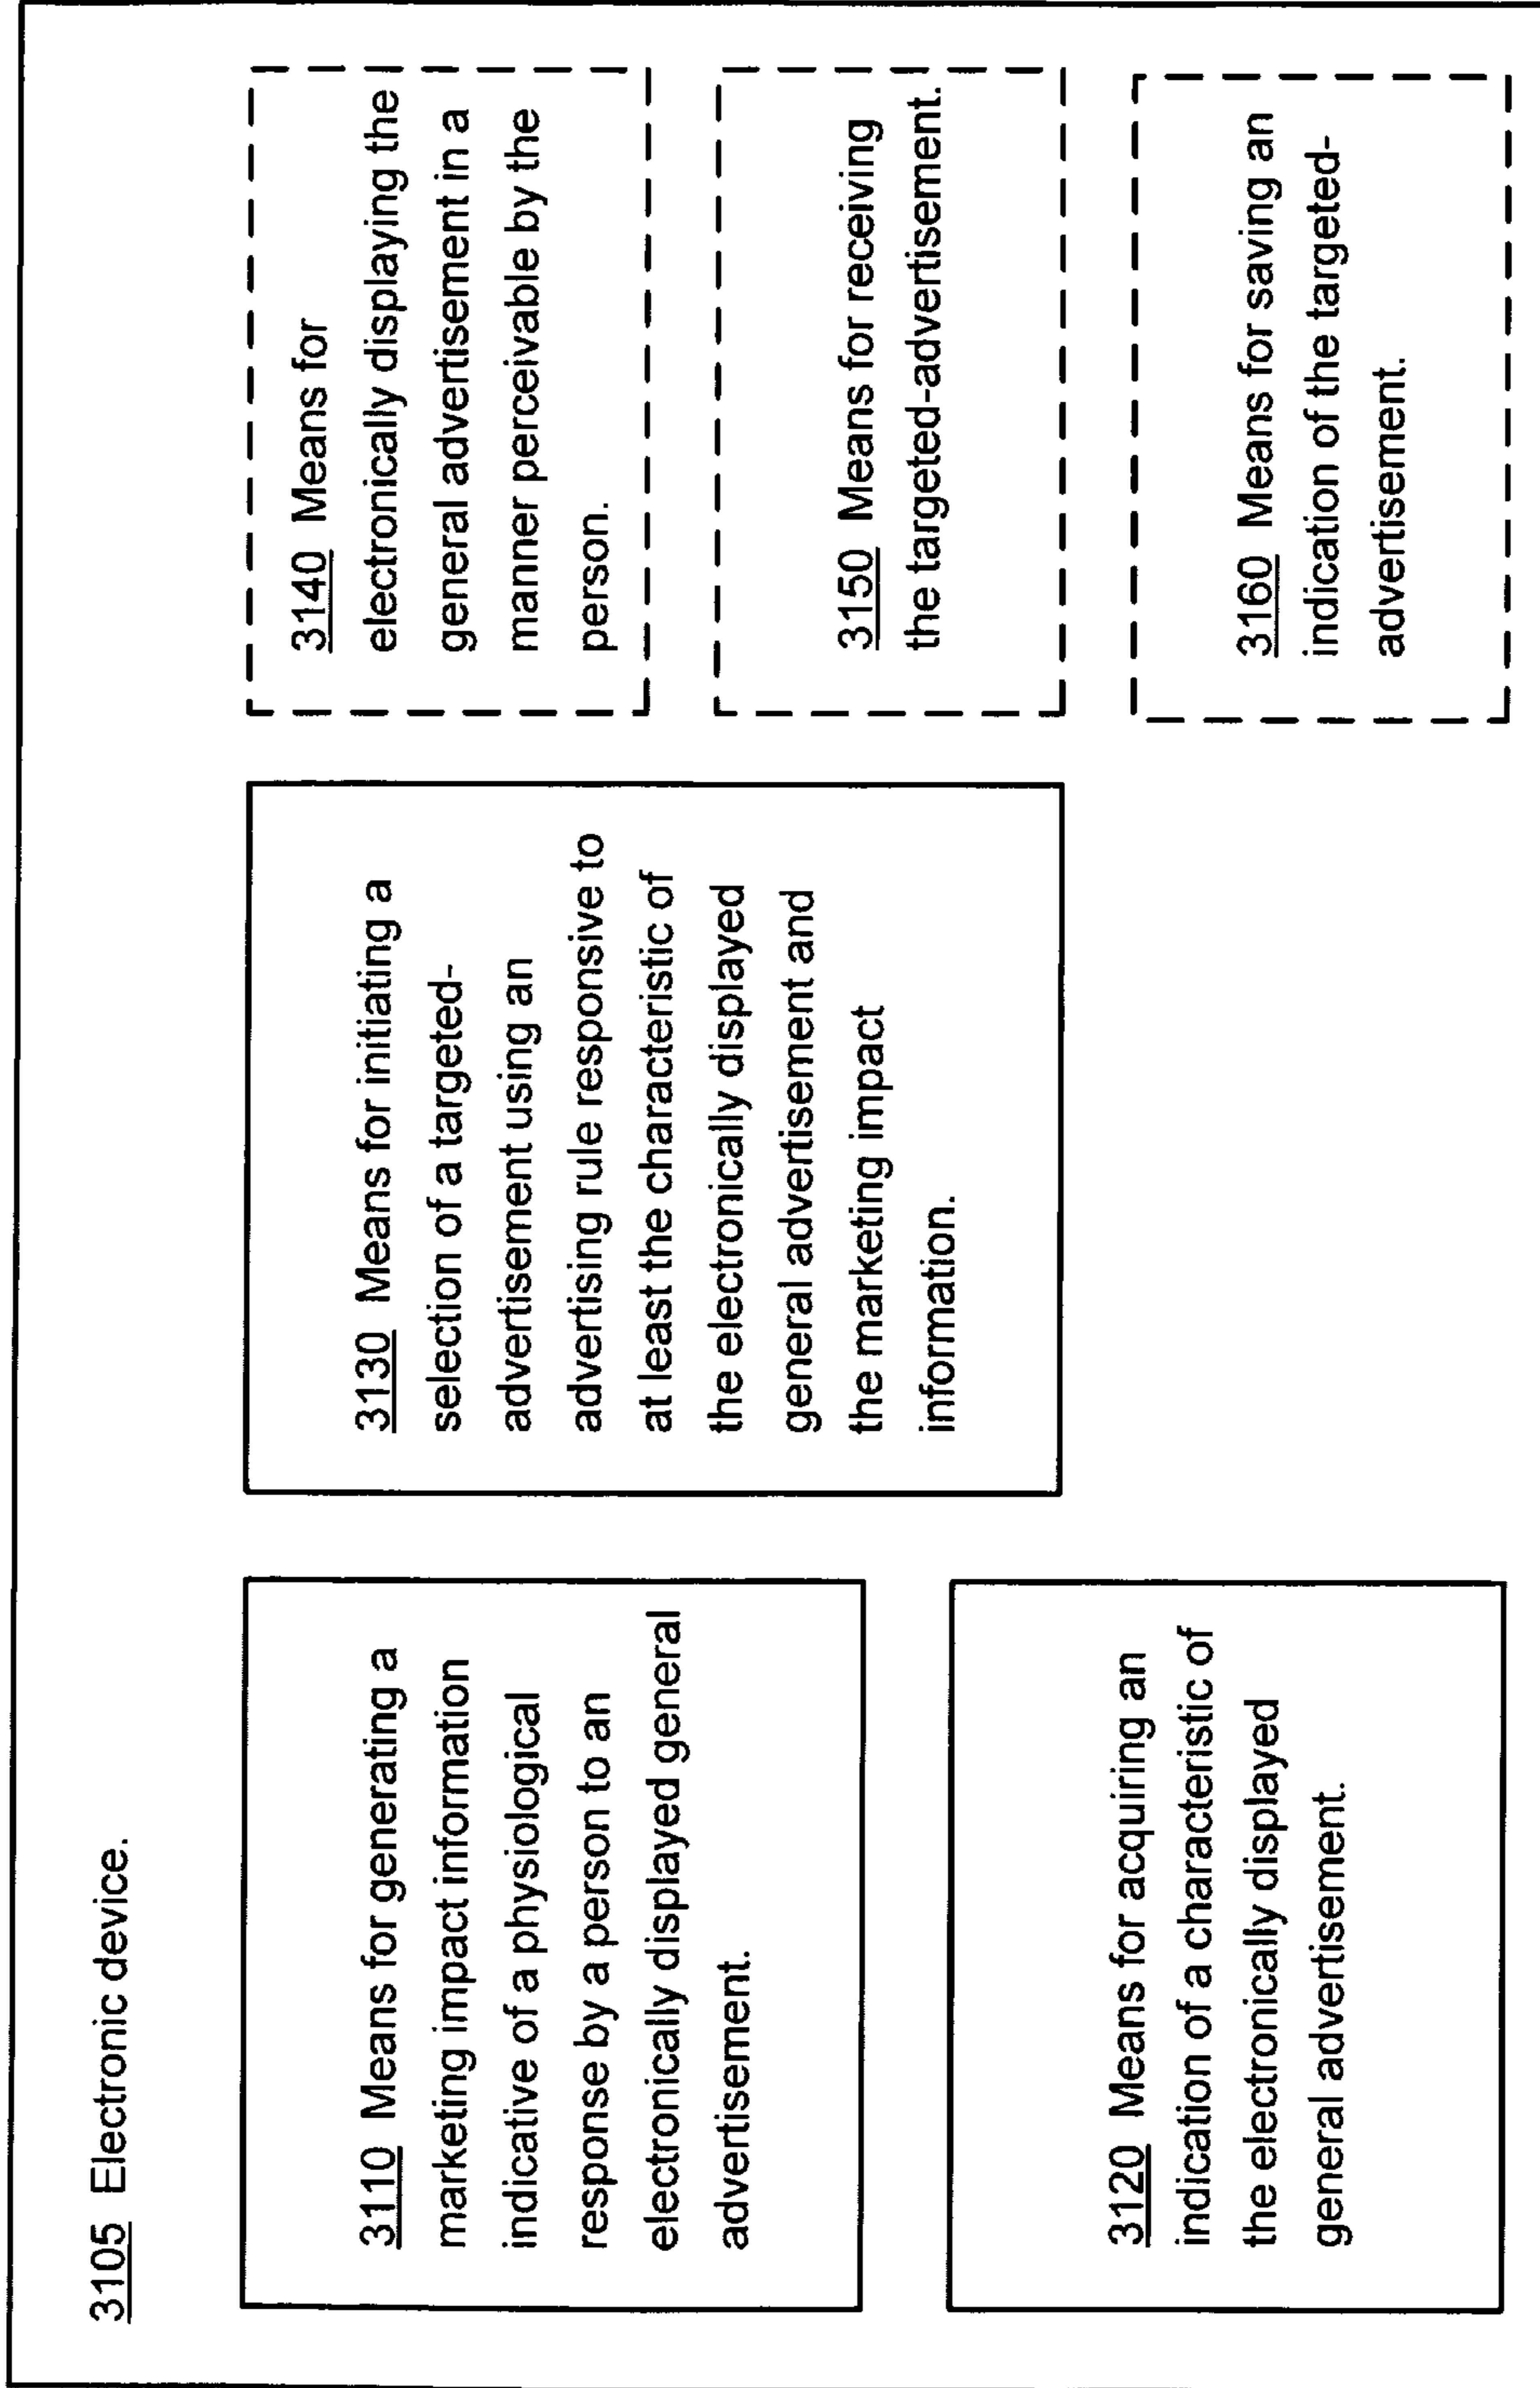 3105 Electronic device.
3110 Means for generating a
marketing impact information
indicative of a physiological
response by a person to an
electronically displayed general
advertisement.
3120 Means for acquiring an
indication of a characteristic of
the electronically displayed
general advertisement.
3130 Means for initiating a
selection of a targeted-
advertisement using an
advertising rule responsive to
at least the characteristic of
the electronically displayed
general advertisement and
the marketing impact
information.
3140 Means for
electronically displaying the
general advertisement in a
manner perceivable by the
person.
3150 Means for receiving
the targeted-advertisement.
3160 Means for saving an
indication of the targeted-
advertisement.